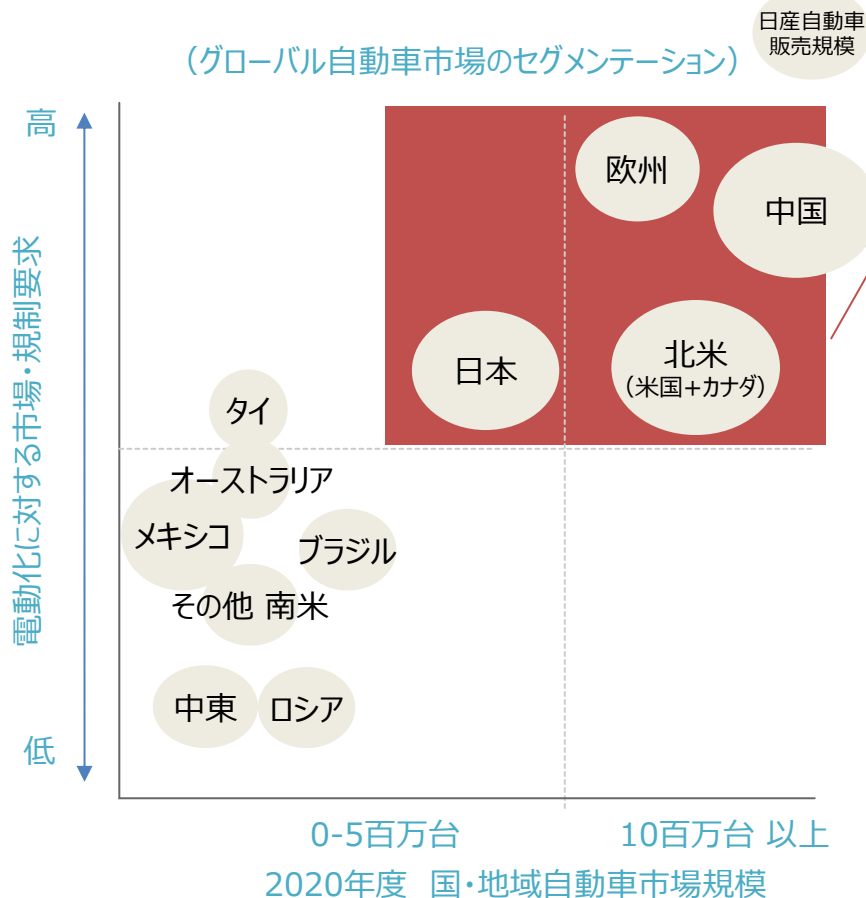 日産自動車
販売規模
(グローバル自動車市場のセグメンテーション)
高
電動化に対する市場・規制要求
低
欧州
中国
日本
北米
(米国+カナダ)
タイ
オーストラリア
メキシコ
ブラジル
その他 南米
中東
ロシア
0-5百万台
10百万台 以上
2020年度 国・地域自動車市場規模